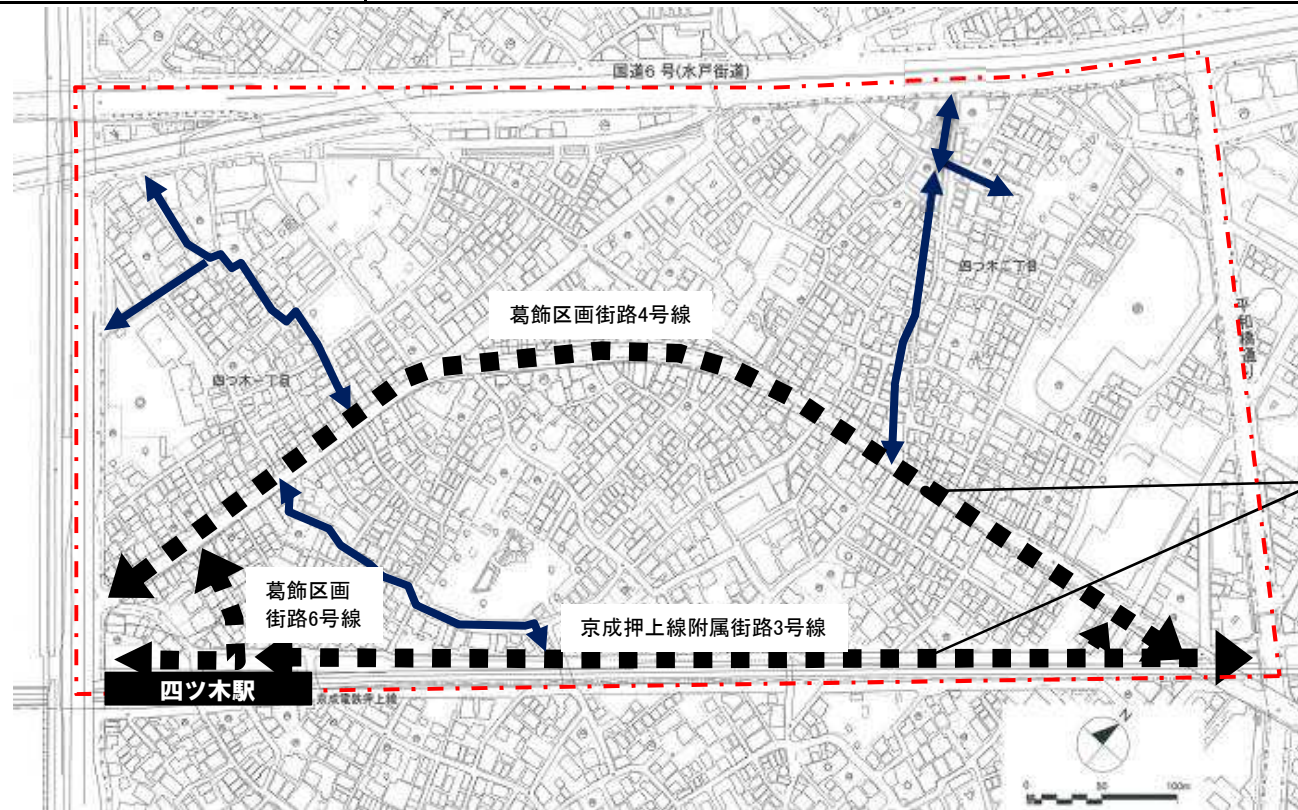 国道6号(水戸街道)
葛飾区画街路4号線
四つ木二丁目
平和橋通り
四つ木一丁目
葛飾区画
街路6号線
京成押上線附属街路3号線
四ツ木駅
京成電鉄押上線
N
0 50 100m